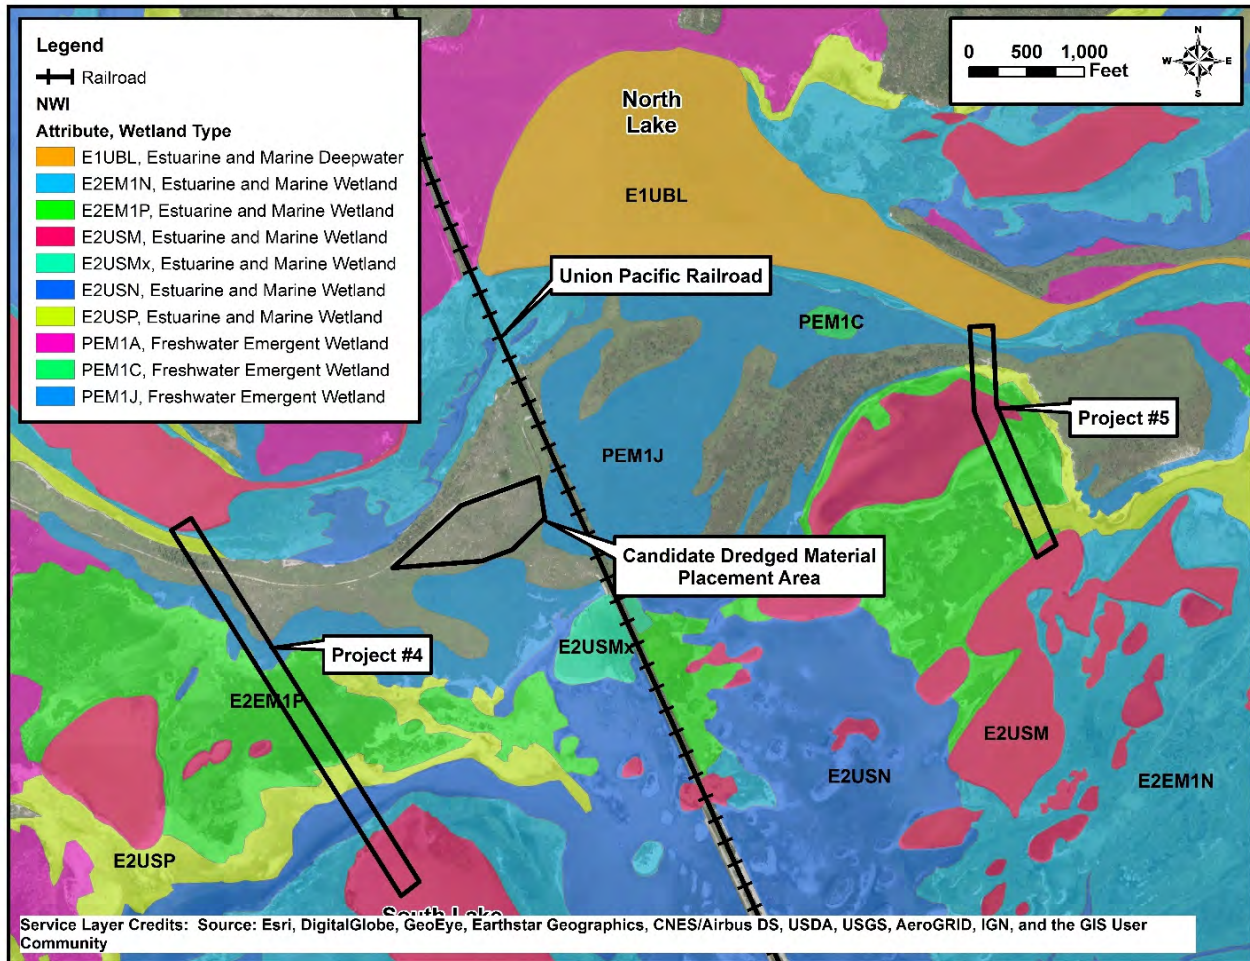 Legend
Railroad
NWI
Attribute, Wetland Type
E1UBL, Estuarine and Marine Deepwater
E2EM1N, Estuarine and Marine Wetland
E2EM1P, Estuarine and Marine Wetland
E2USM, Estuarine and Marine Wetland
E2USMx, Estuarine and Marine Wetland
E2USN, Estuarine and Marine Wetland
E2USP, Estuarine and Marine Wetland
PEM1A, Freshwater Emergent Wetland
PEM1C, Freshwater Emergent Wetland
PEM1J, Freshwater Emergent Wetland
0 500 1,000
Feet
N
W E
S
North
Lake
E1UBL
Union Pacific Railroad
PEM1C
Project #5
PEM1J
Candidate Dredged Material
Placement Area
E2USMx
Project #4
E2EM1P
E2USM
E2USN
E2EM1N
E2USP
South Lake
Service Layer Credits: Source: Esri, DigitalGlobe, GeoEye, Earthstar Geographics, CNES/Airbus DS, USDA, USGS, AeroGRID, IGN, and the GIS User
Community